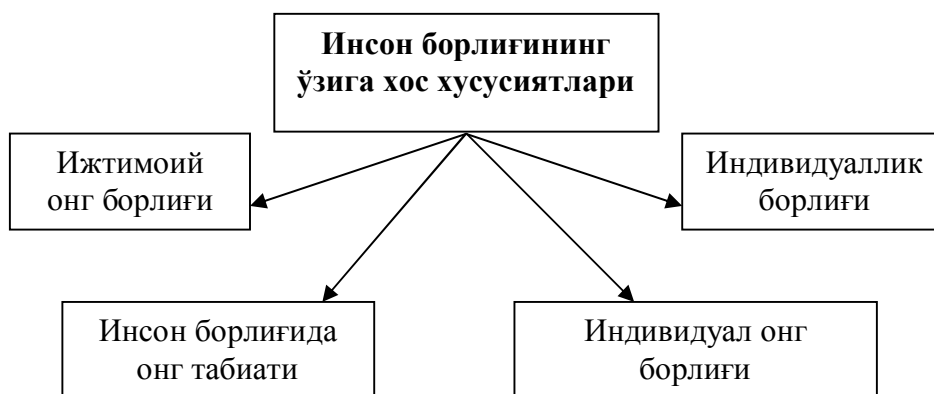 Инсон борлиғининг
ўзига хос хусусиятлари
Ижтимоий
онг борлиғи
Индивидуаллик
борлиғи
Инсон борлиғида
онг табиати
Индивидуал онг
борлиғи